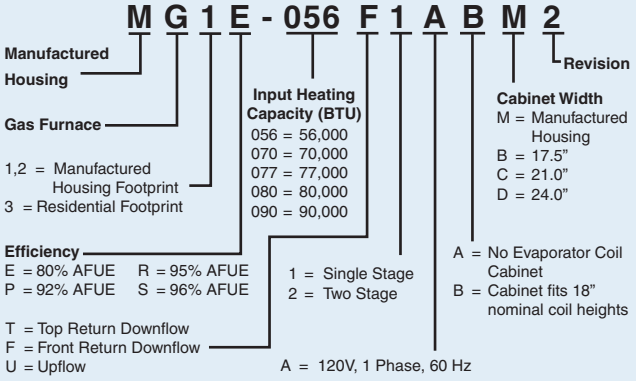 M G 1 E - 056 F 1 A B M 2
Manufactured
Housing
Revision
Gas Furnace
Input Heating
Capacity (BTU)
056 = 56,000
070 = 70,000
077 = 77,000
080 = 80,000
090 = 90,000
Cabinet Width
M = Manufactured
Housing
B = 17.5”
C = 21.0”
D = 24.0”
1,2 = Manufactured
Housing Footprint
3 = Residential Footprint
Efficiency
E = 80% AFUE R = 95% AFUE
P = 92% AFUE S = 96% AFUE
1 = Single Stage
2 = Two Stage
A = No Evaporator Coil
Cabinet
B = Cabinet fits 18”
nominal coil heights
T = Top Return Downflow
F = Front Return Downflow
U = Upflow
A = 120V, 1 Phase, 60 Hz